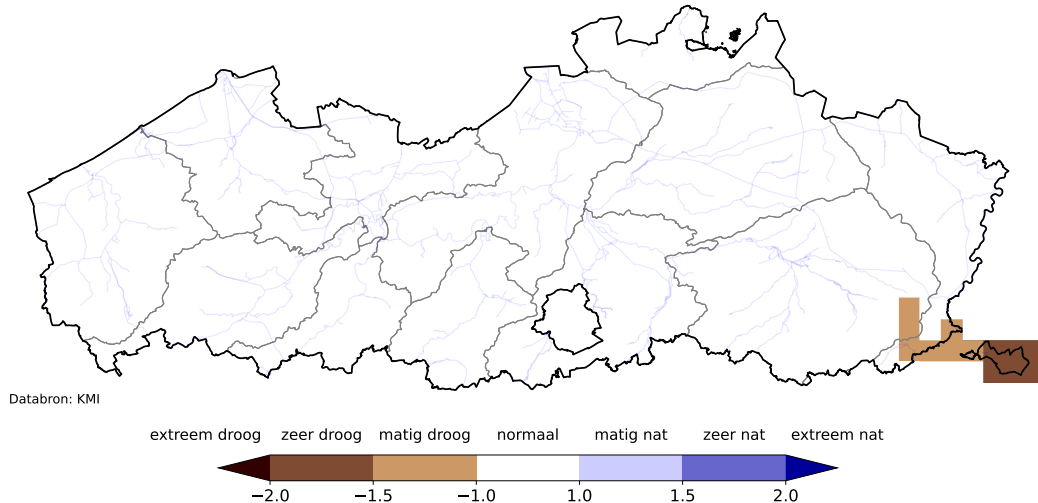 Databron: KMI
extreem droog zeer droog matig droog normaal matig nat zeer nat extreem nat
−2.0 −1.5 −1.0 1.0 1.5 2.0